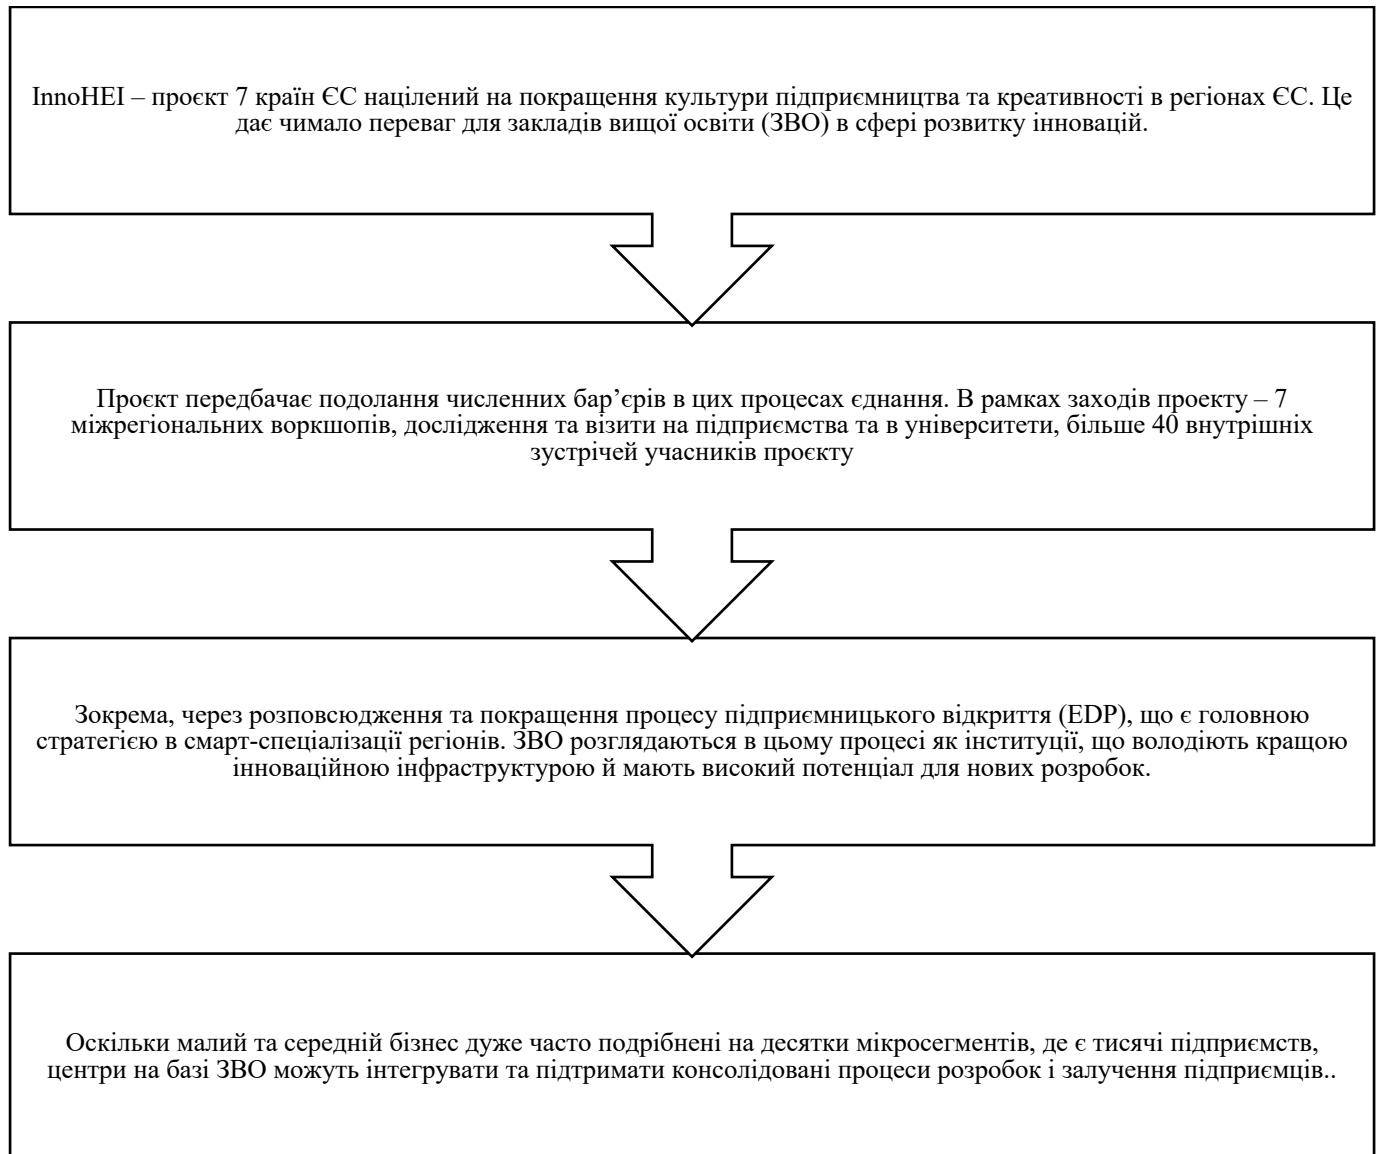 InnoHEI – проєкт 7 країн ЄС націлений на покращення культури підприємництва та креативності в регіонах ЄС. Це
дає чимало переваг для закладів вищої освіти (ЗВО) в сфері розвитку інновацій.
Проєкт передбачає подолання численних бар’єрів в цих процесах єднання. В рамках заходів проекту – 7
міжрегіональних воркшопів, дослідження та візити на підприємства та в університети, більше 40 внутрішніх
зустрічей учасників проєкту
Зокрема, через розповсюдження та покращення процесу підприємницького відкриття (EDP), що є головною
стратегією в смарт-спеціалізації регіонів. ЗВО розглядаються в цьому процесі як інституції, що володіють кращою
інноваційною інфраструктурою й мають високий потенціал для нових розробок.
Оскільки малий та середній бізнес дуже часто подрібнені на десятки мікросегментів, де є тисячі підприємств,
центри на базі ЗВО можуть інтегрувати та підтримати консолідовані процеси розробок і залучення підприємців..